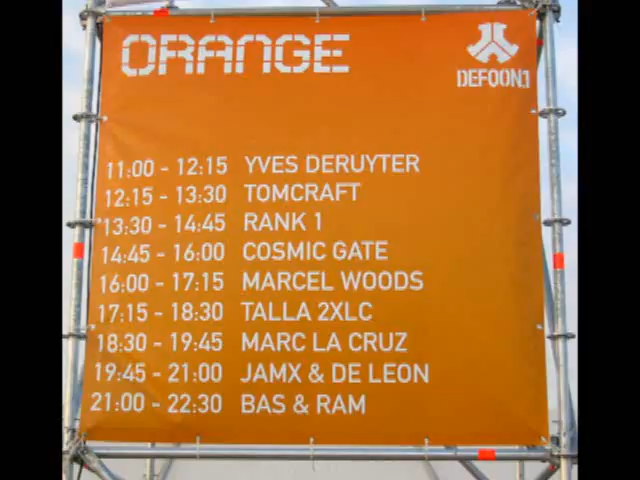 ORANGE
DEFQON.1
11:00 - 12:15 YVES DERUYTER
12:15 - 13:30 TOMCRAFT
13:30 - 14:45 RANK 1
14:45 - 16:00 COSMIC GATE
16:00 - 17:15 MARCEL WOODS
17:15 - 18:30 TALLA 2XLC
18:30 - 19:45 MARC LA CRUZ
19:45 - 21:00 JAMX & DE LEON
21:00 - 22:30 BAS & RAM